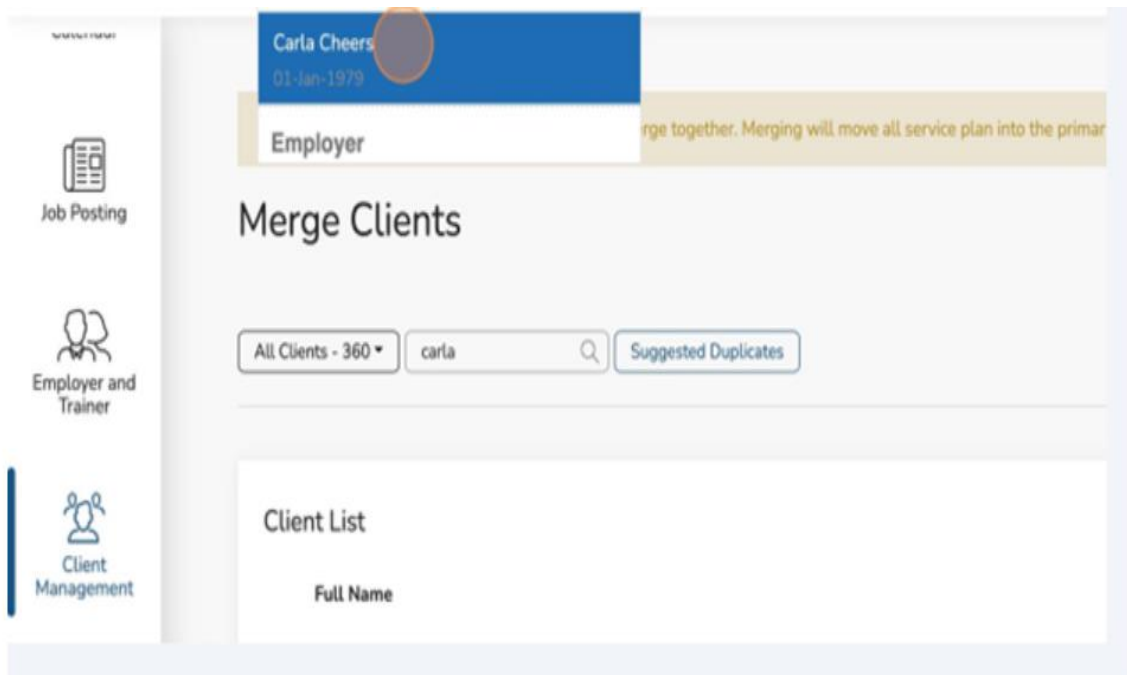 Carla Cheers
01-Jan-1979
Employer
rge together. Merging will move all service plan into the primar
Job Posting
Merge Clients
All Clients - 360
carla
Suggested Duplicates
Employer and
Trainer
Client List
Client
Management
Full Name